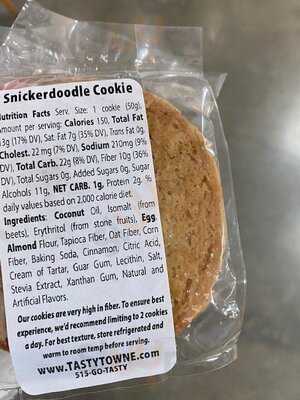 Snickerdoodle Cookie
Nutrition Facts Serv. Size: 1 cookie (50g),
Amount per serving: Calories 150, Total Fat
13g (17% DV), Sat. Fat 7g (35% DV), Trans Fat 0g,
Cholest. 22 mg (7% DV), Sodium 210mg (9%
DV), Total Carb. 22g (8% DV), Fiber 10g (36%
DV), Total Sugars 0g, Added Sugars 0g, Sugar
Alcohols 11g, NET CARB. 1g, Protein 2g. %
daily values based on 2,000 calorie diet.
Ingredients: Coconut Oil, Isomalt (from
beets), Erythritol (from stone fruits), Egg,
Almond Flour, Tapioca Fiber, Oat Fiber, Corn
Fiber, Baking Soda, Cinnamon, Citric Acid,
Cream of Tartar, Guar Gum, Lecithin, Salt,
Stevia Extract, Xanthan Gum, Natural and
Artificial Flavors.
Our cookies are very high in fiber. To ensure best
experience, we'd recommend limiting to 2 cookies
a day. For best texture, store refrigerated and
warm to room temp before serving.
www.TASTYTOWNE.com
515-GO-TASTY